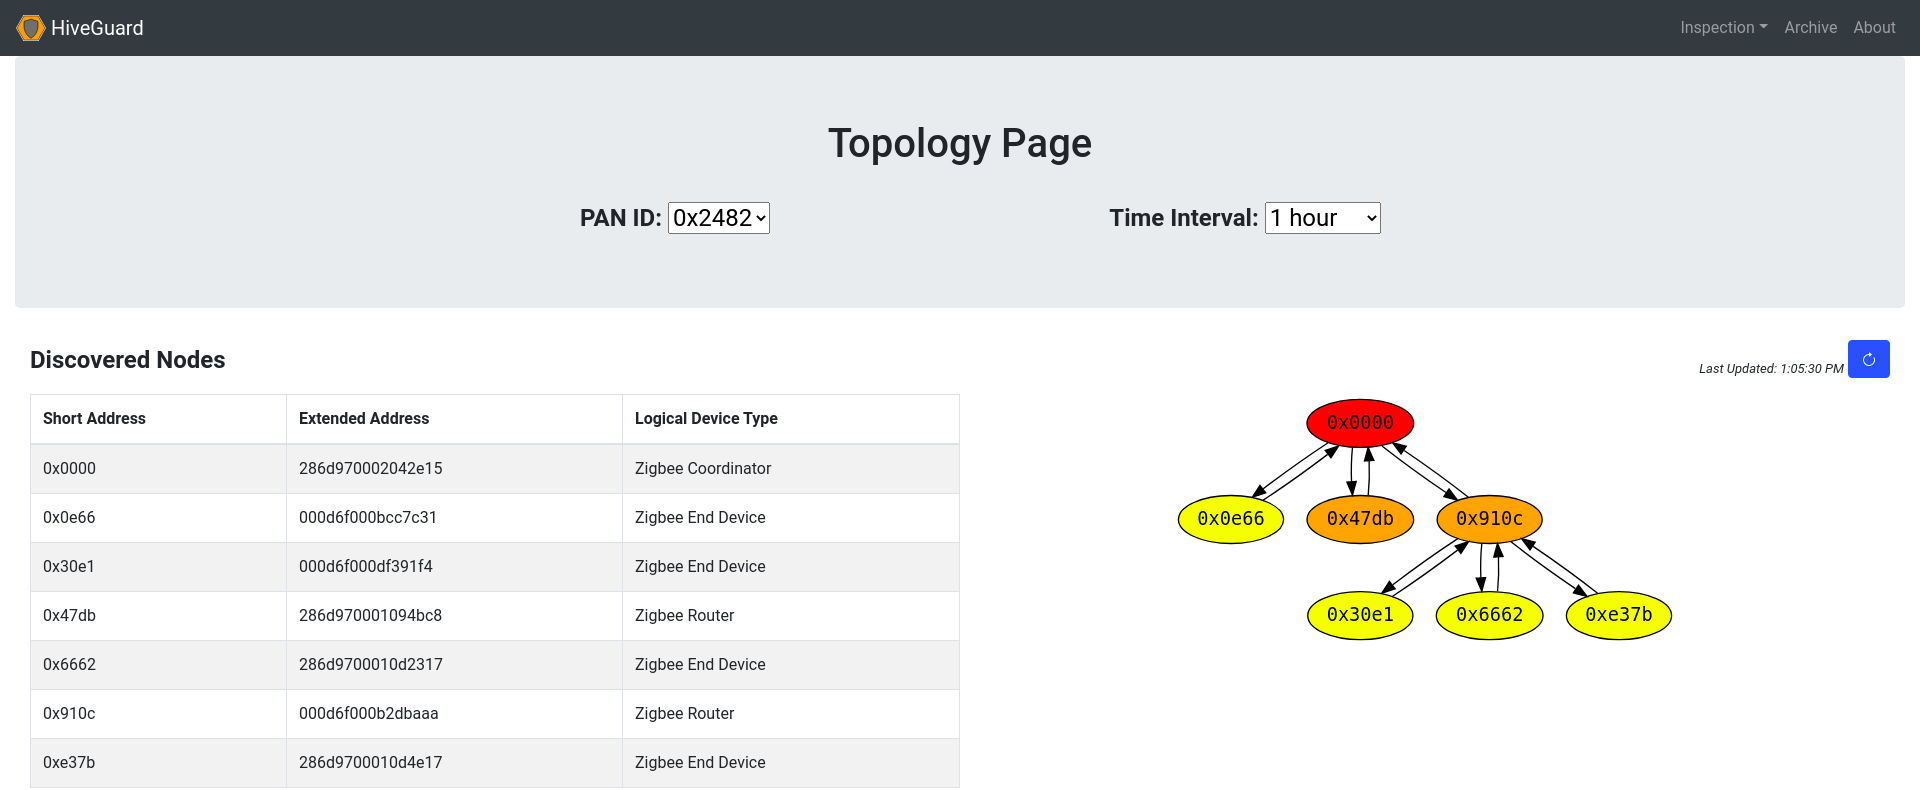 HiveGuard Inspection Archive About
Topology Page
PAN ID: 0x2482 Time Interval: 1 hour
Discovered Nodes
Last Updated: 1:05:30 PM
Short Address Extended Address Logical Device Type
0x0000 286d970002042e15 Zigbee Coordinator
0x0e66 000d6f000bcc7c31 Zigbee End Device
0x30e1 000d6f000df391f4 Zigbee End Device
0x47db 286d970001094bc8 Zigbee Router
0x6662 286d9700010d2317 Zigbee End Device
0x910c 000d6f000b2dbaaa Zigbee Router
0xe37b 286d9700010d4e17 Zigbee End Device
0x0000
0x0e66 0x47db 0x910c
0x30e1 0x6662 0xe37b